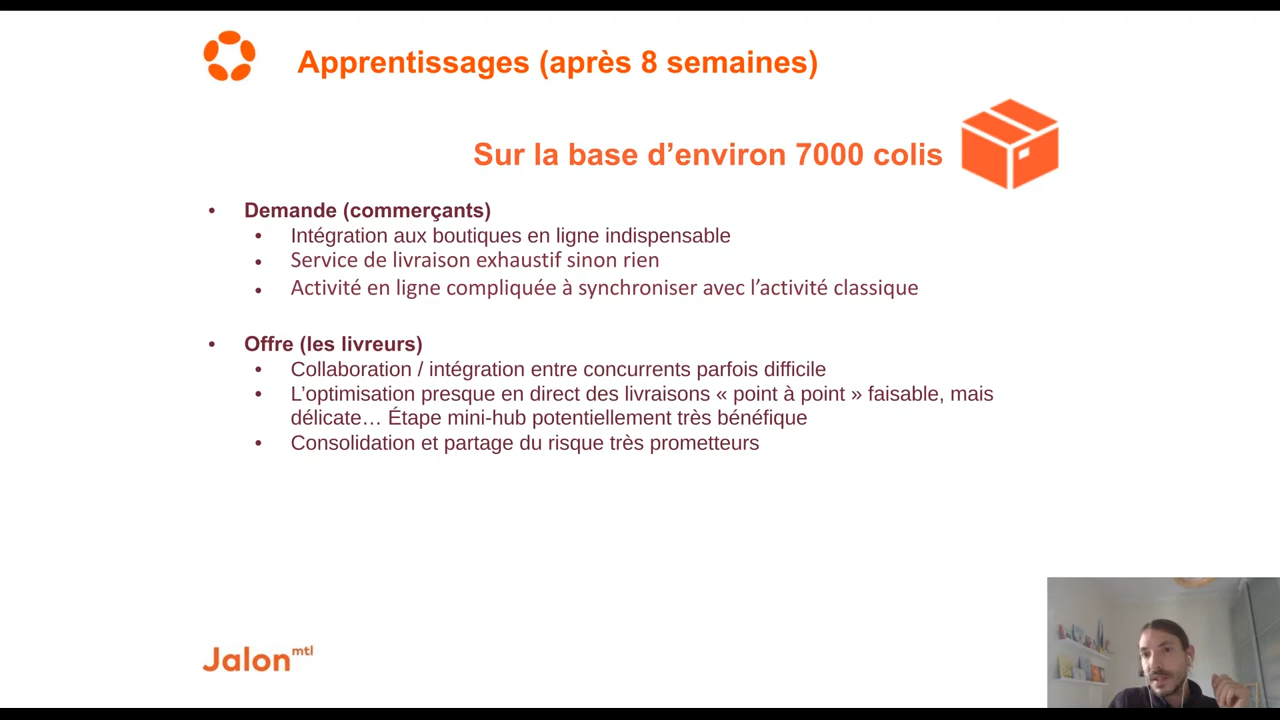 Apprentissages (après 8 semaines)
Sur la base d’environ 7000 colis
• Demande (commerçants)
• Intégration aux boutiques en ligne indispensable
• Service de livraison exhaustif sinon rien
• Activité en ligne compliquée à synchroniser avec l’activité classique
• Offre (les livreurs)
• Collaboration / intégration entre concurrents parfois difficile
• L’optimisation presque en direct des livraisons « point à point » faisable, mais
délicate… Étape mini-hub potentiellement très bénéfique
• Consolidation et partage du risque très prometteurs
Jalon mtl